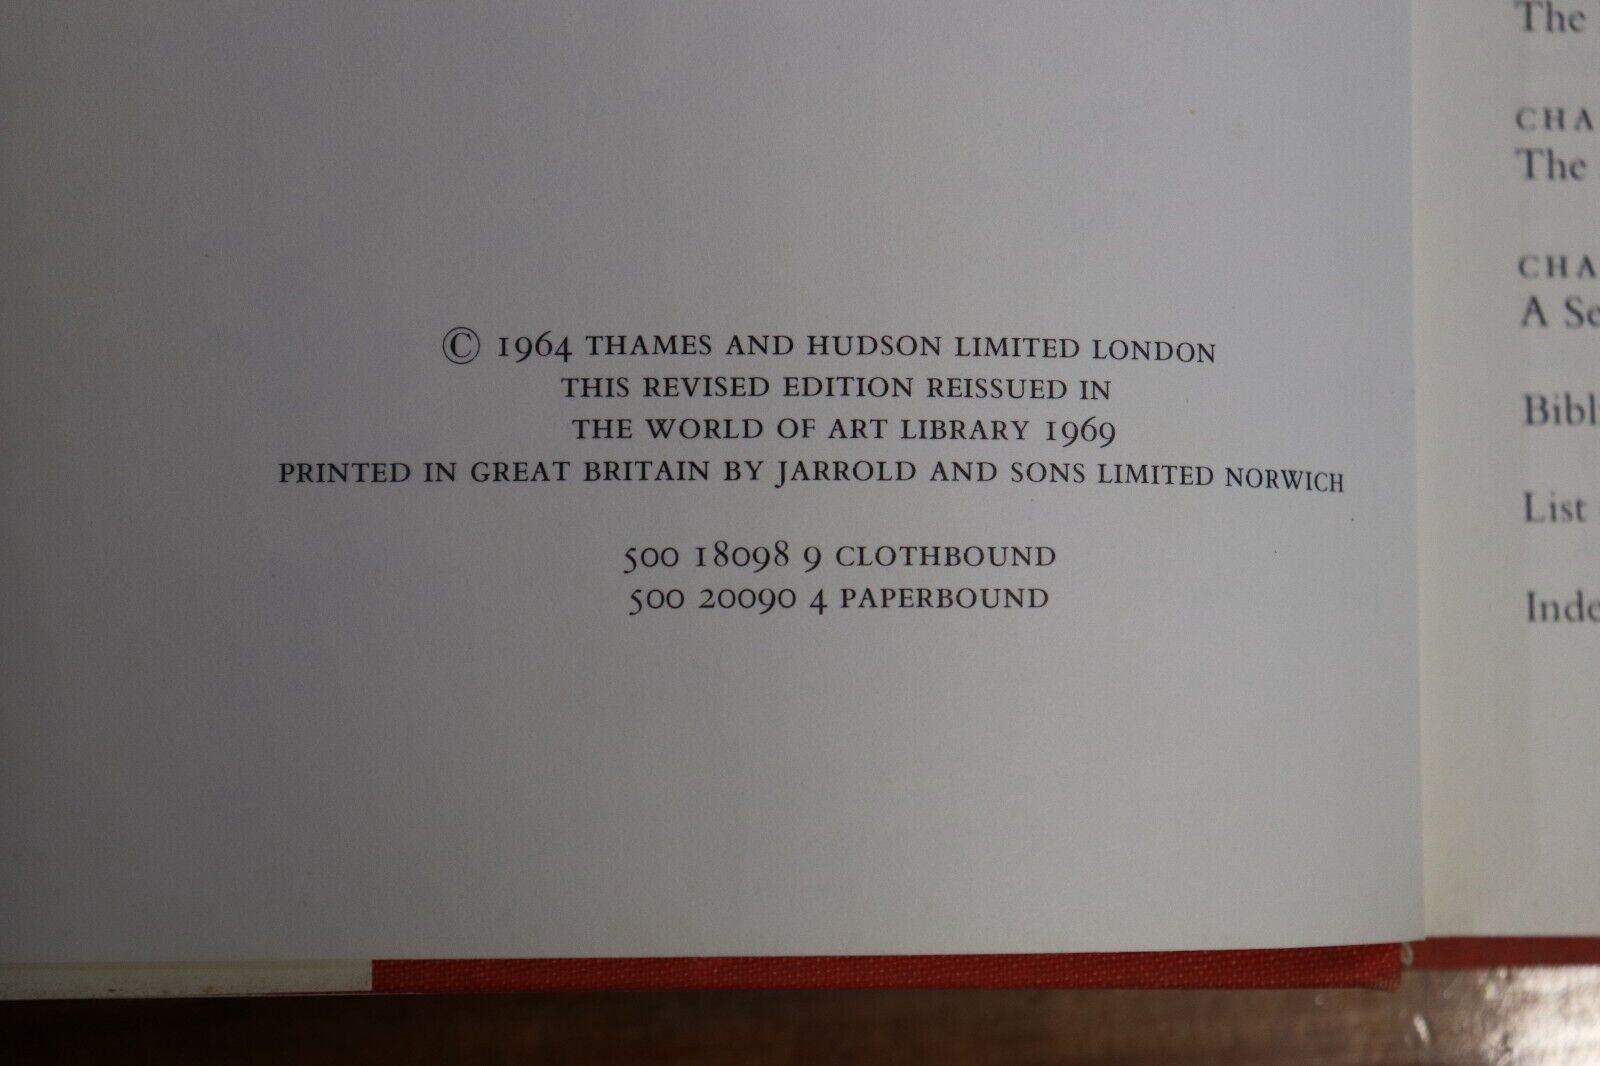 © 1964 THAMES AND HUDSON LIMITED LONDON
THIS REVISED EDITION REISSUED IN
THE WORLD OF ART LIBRARY 1969
PRINTED IN GREAT BRITAIN BY JARROLD AND SONS LIMITED NORWICH
500 18098 9 CLOTHBOUND
500 20090 4 PAPERBOUND
The
CHA
The
CHA
A Se
Bibl
List
Inde